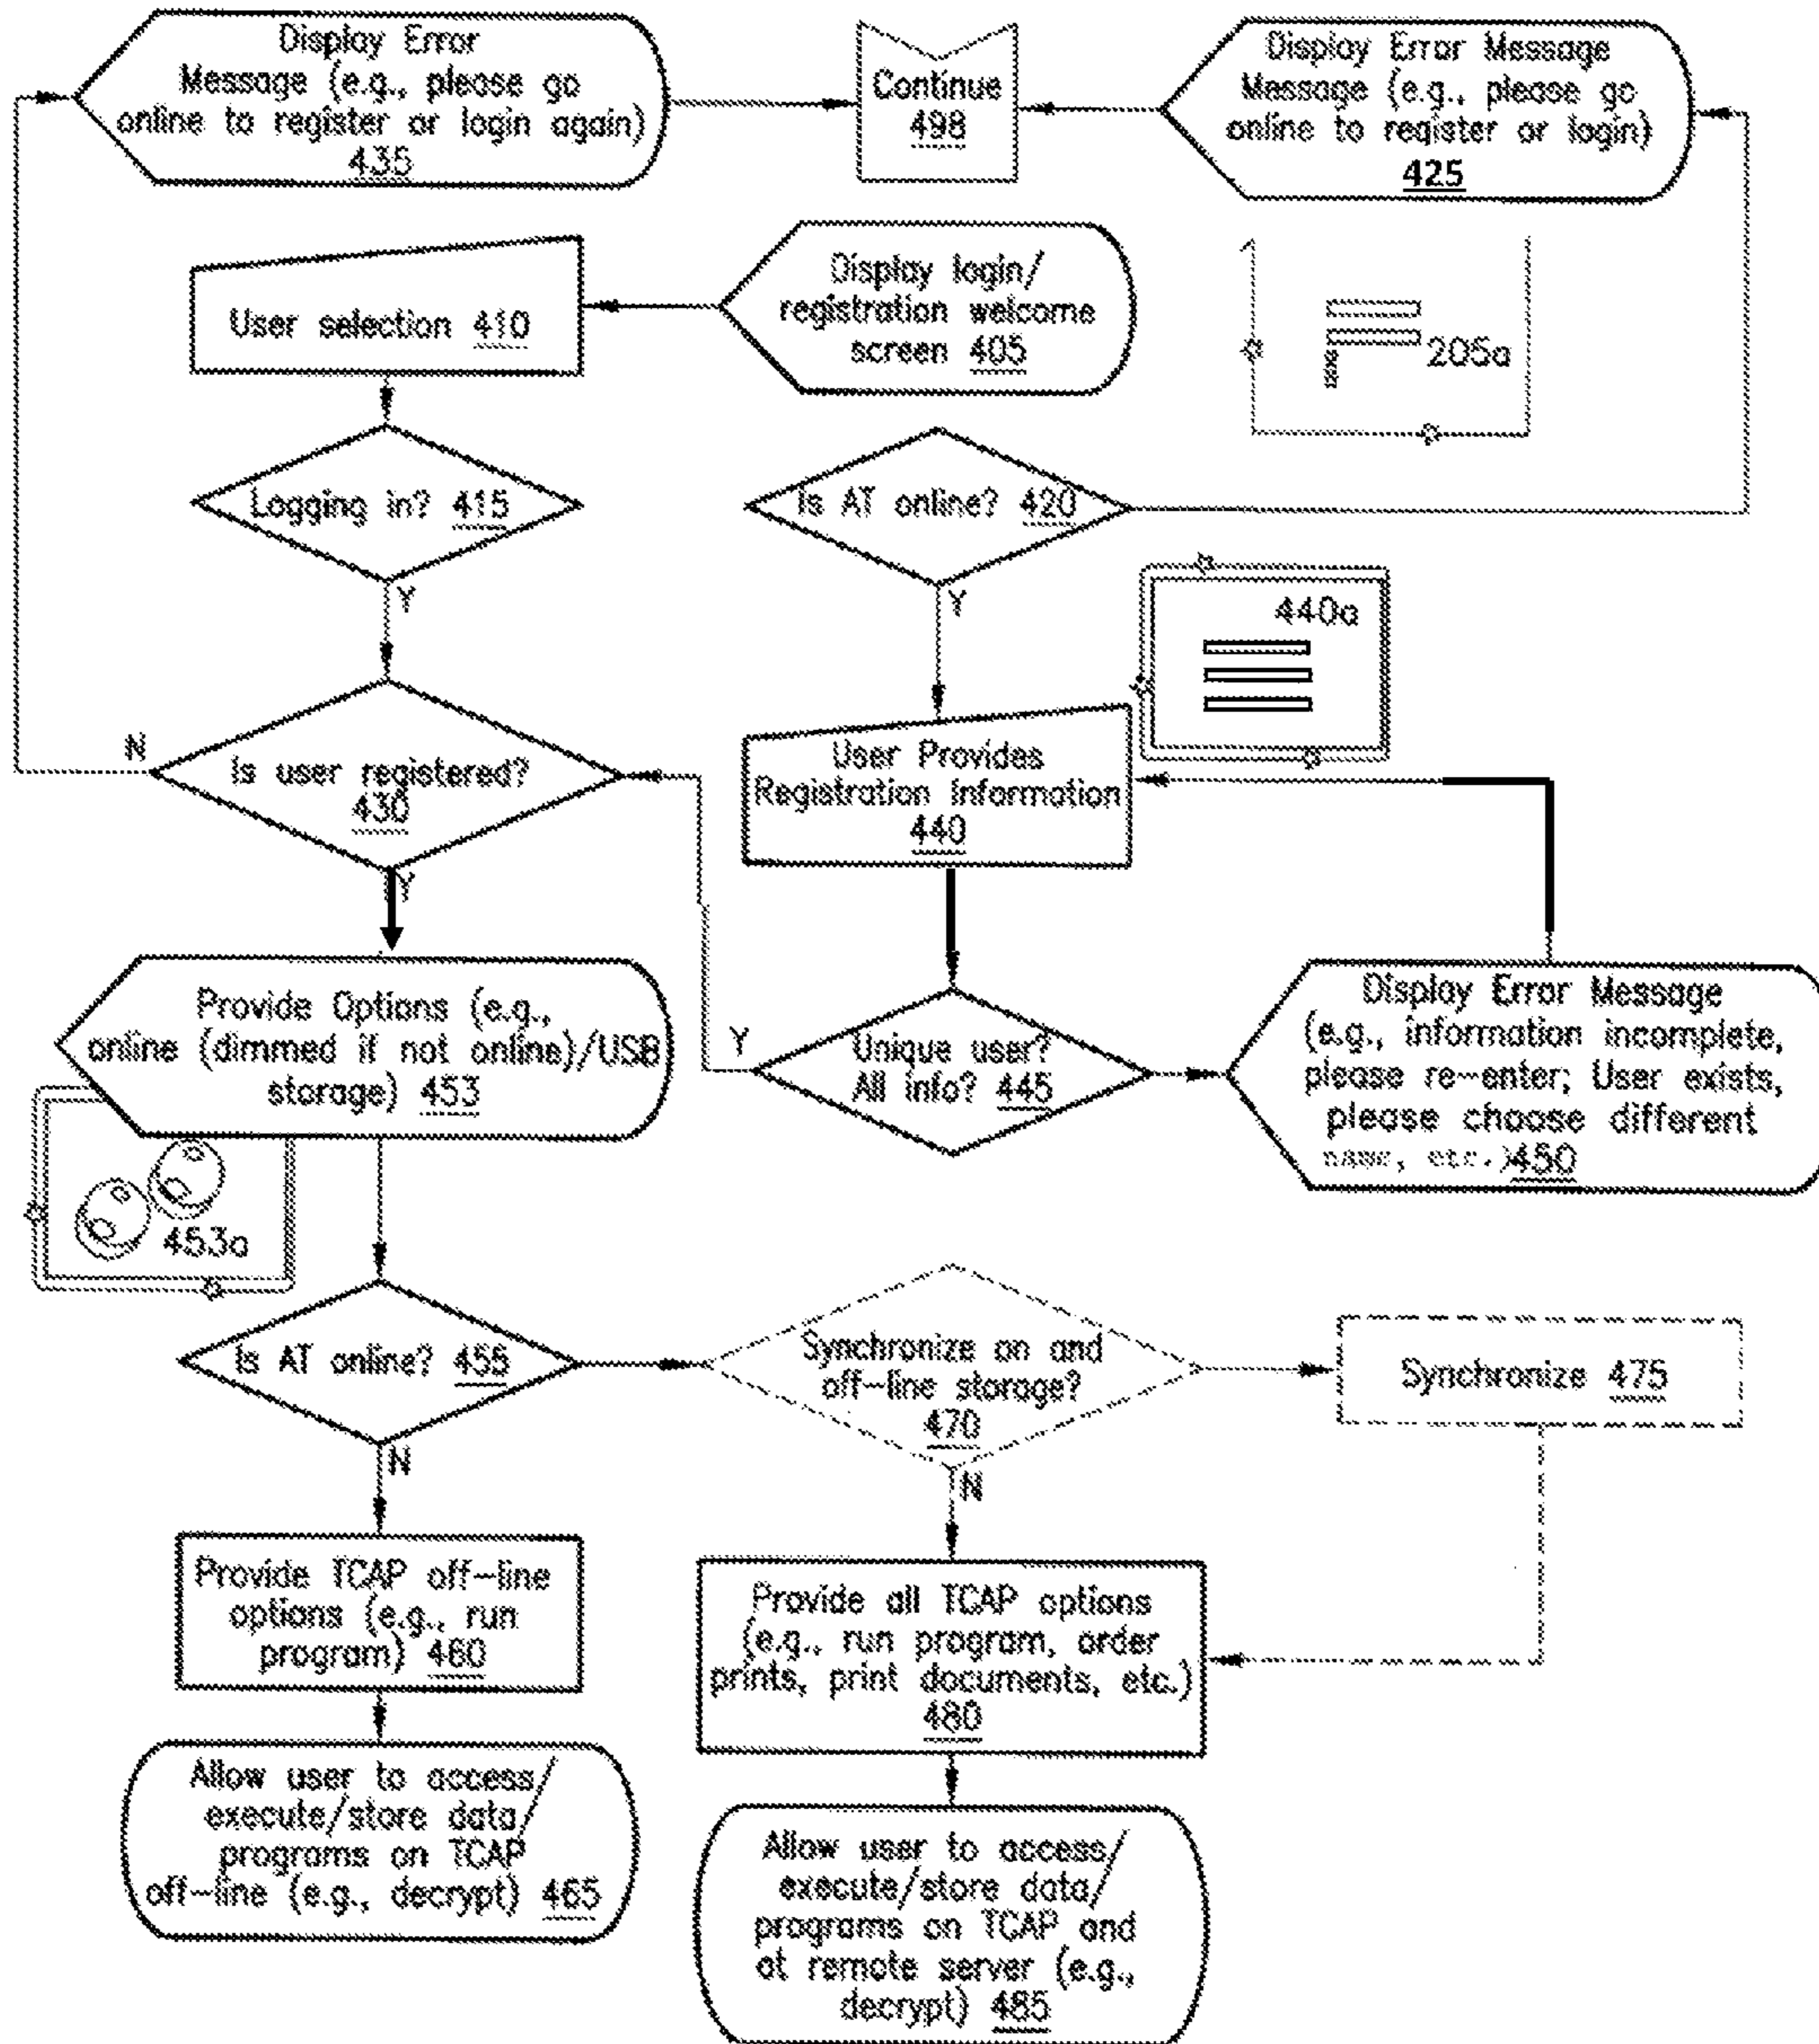 Display Error
Message (e.g., please go
online to register or login again)
435
Continue
498
Display Error Message
Message (e.g., please go
online to register or login)
425
User selection 410
Display login/
registration welcome
screen 405
205a
Logging in? 415
Is AT online? 420
Y
Y
440a
N
Is user registered?
430
User Provides
Registration Information
440
Y
Provide Options (e.g.,
online (dimmed if not online)/USB
storage) 453
Y
Unique user?
All info? 445
Display Error Message
(e.g., information incomplete,
please re-enter; User exists,
please choose different
name, etc.) 450
453a
Is AT online? 455
Synchronize on and
off-line storage?
470
Synchronize 475
N
N
Provide TCAP off-line
options (e.g., run
program) 460
Provide all TCAP options
(e.g., run program, order
prints, print documents, etc.)
480
Allow user to access/
execute/store data/
programs on TCAP
off-line (e.g., decrypt) 465
Allow user to access/
execute/store data/
programs on TCAP and
at remote server (e.g.,
decrypt) 485